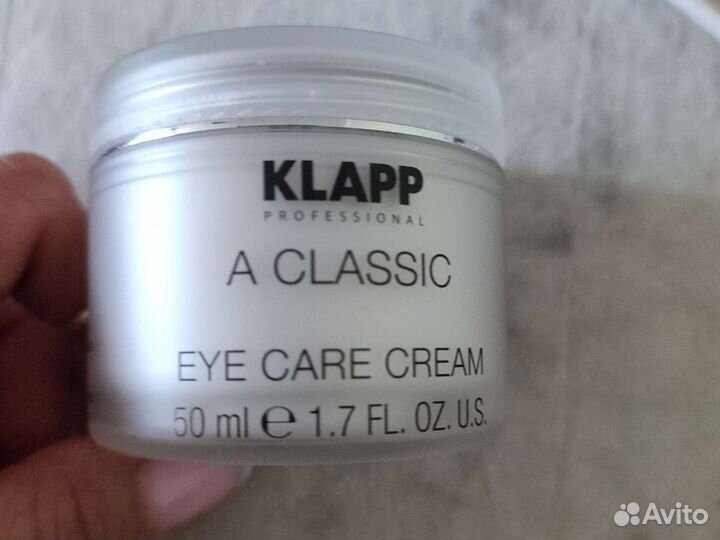 KLAPP
PROFESSIONAL
A CLASSIC
EYE CARE CREAM
50 ml e 1.7 FL. OZ. U.S.
Avito